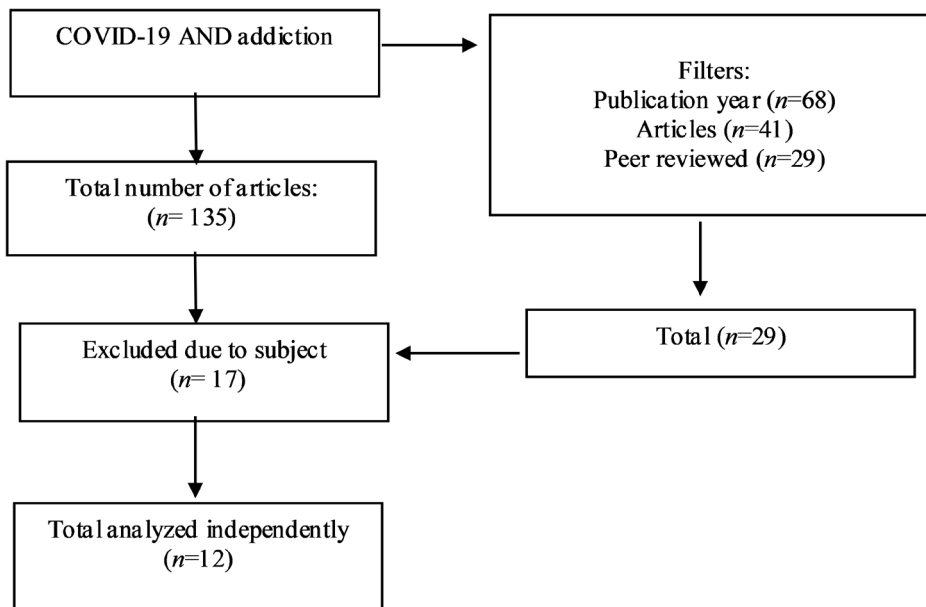 COVID-19 AND addiction
Filters:
Publication year (n=68)
Articles (n=41)
Peer reviewed (n=29)
Total number of articles:
(n= 135)
Total (n=29)
Excluded due to subject
(n= 17)
Total analyzed independently
(n=12)